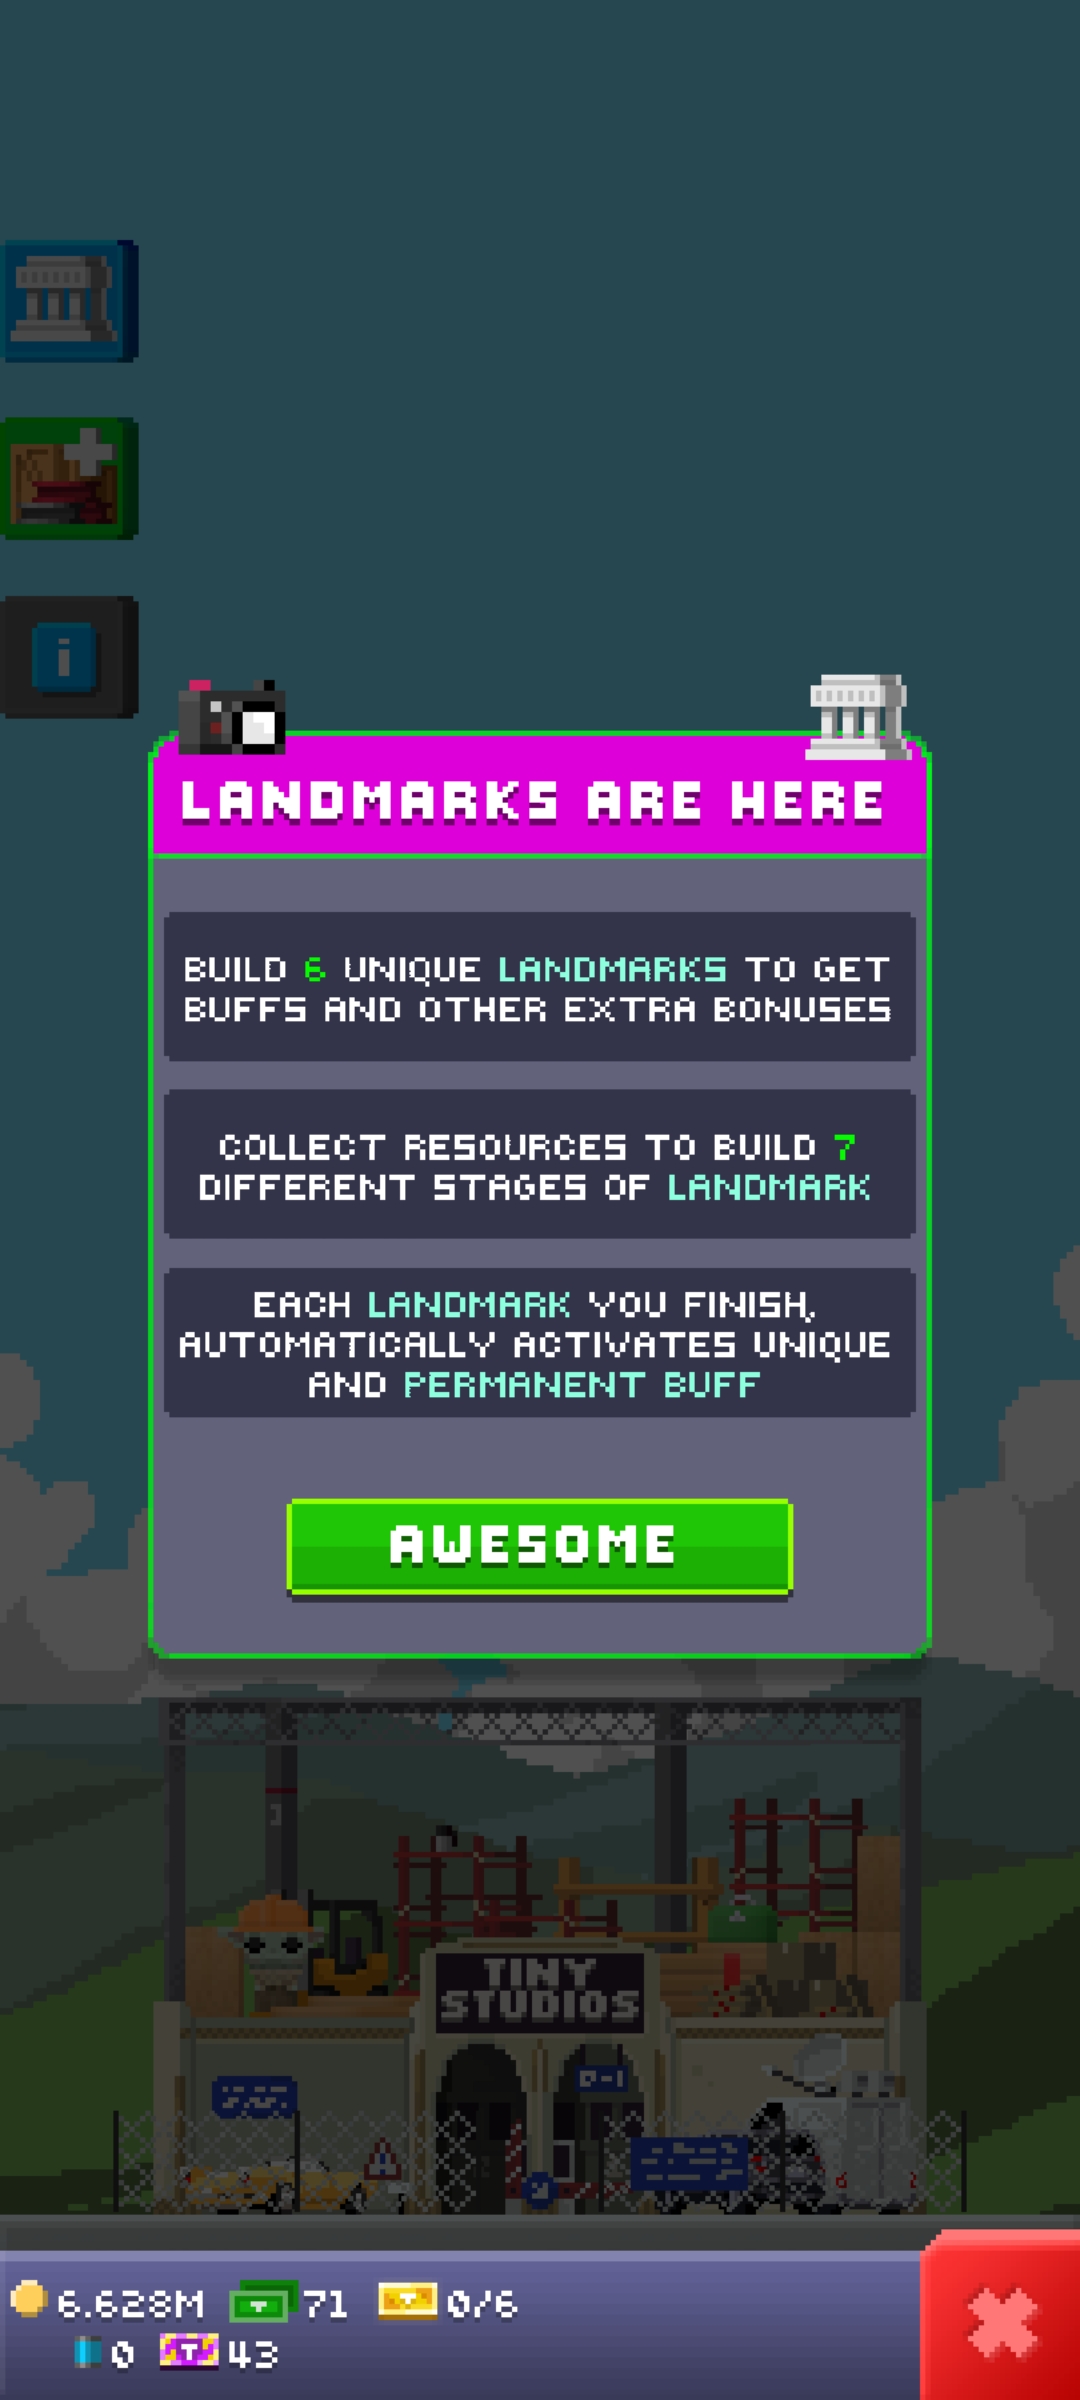 LANDMARKS ARE HERE
BUILD 6 UNIQUE LANDMARKS TO GET
BUFFS AND OTHER EXTRA BONUSES
COLLECT RESOURCES TO BUILD 7
DIFFERENT STAGES OF LANDMARK
EACH LANDMARK YOU FINISH,
AUTOMATICALLY ACTIVATES UNIQUE
AND PERMANENT BUFF
AWESOME
TINY
STUDIOS
6.628M 71 0/6
0 43